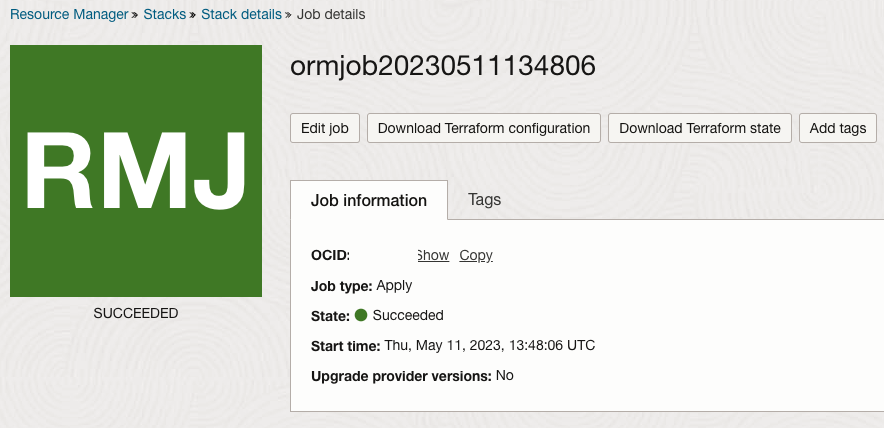 Resource Manager » Stacks » Stack details » Job details
RMJ
SUCCEEDED
ormjob20230511134806
Edit job Download Terraform configuration Download Terraform state Add tags
Job information Tags
OCID: Show Copy
Job type: Apply
State: Succeeded
Start time: Thu, May 11, 2023, 13:48:06 UTC
Upgrade provider versions: No